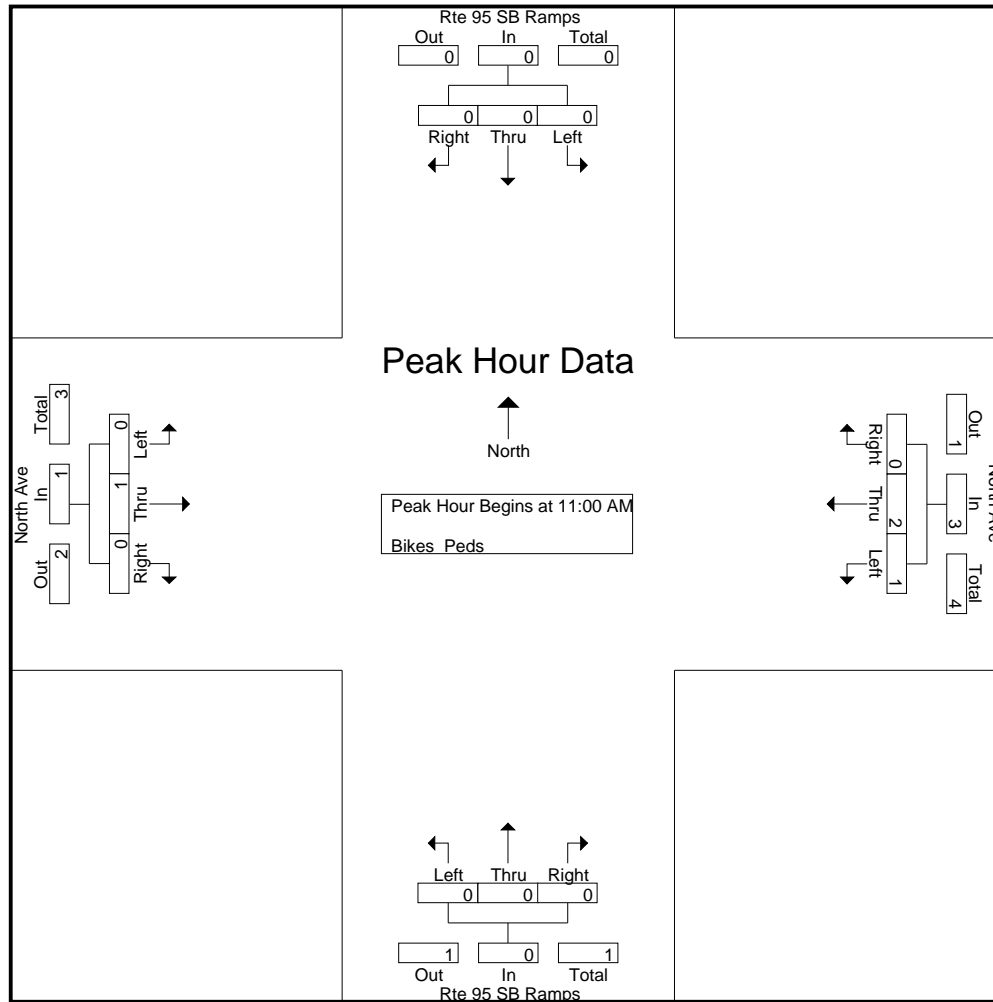 Rte 95 SB Ramps
Out In Total
0 0 0
0 0 0
Right Thru Left
Peak Hour Data
North
Peak Hour Begins at 11:00 AM
Bikes Peds
North Ave
Out In Total
2 1 3
Right Thru Left
0 1 0
North Ave
Out In Total
1 3 4
Right Thru Left
0 2 1
Left Thru Right
0 0 0
1 0 1
Out In Total
Rte 95 SB Ramps